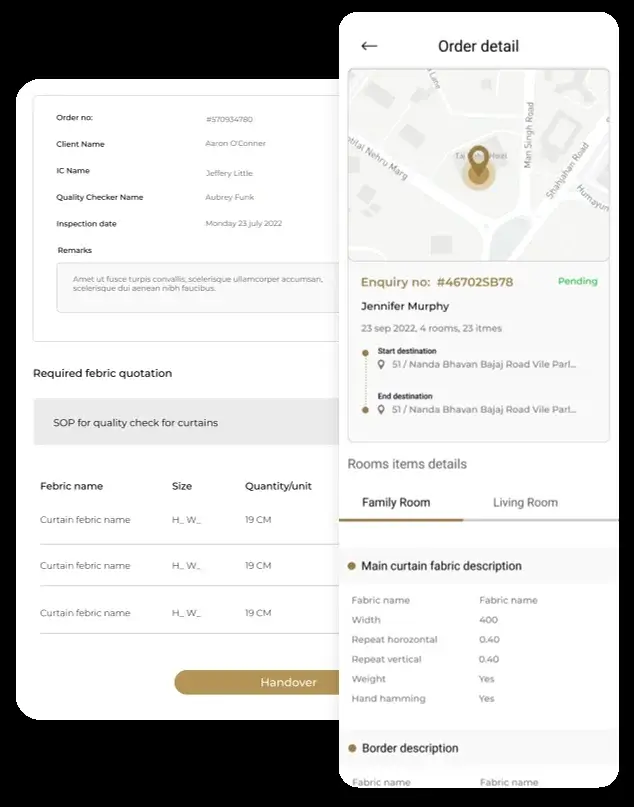 Order no: #570934780
Client Name Aaron O'Conner
IC Name Jeffery Little
Quality Checker Name Aubrey Funk
Inspection date Monday 23 july 2022
Remarks
Amet ut fusce turpis convallis, scelerisque ullamcorper accumsan,
scelerisque dui aenean nibh faucibus.
Required febric quotation
SOP for quality check for curtains
Febric name Size Quantity/unit
Curtain febric name H_ W_ 19 CM
Curtain febric name H_ W_ 19 CM
Curtain febric name H_ W_ 19 CM
Handover
Order detail
Lane
Man Singh Road
Shahjahan Road
Humayun
otilal Nehru Marg
Enquiry no: #46702SB78 Pending
Jennifer Murphy
23 sep 2022, 4 rooms, 23 itmes
Start destination
51 / Nanda Bhavan Bajaj Road Vile Parl...
End destination
51 / Nanda Bhavan Bajaj Road Vile Parl...
Rooms items details
Family Room Living Room
Main curtain fabric description
Fabric name Fabric name
Width 400
Repeat horozontal 0.40
Repeat vertical 0.40
Weight Yes
Hand hamming Yes
Border description
Fabric name Fabric name